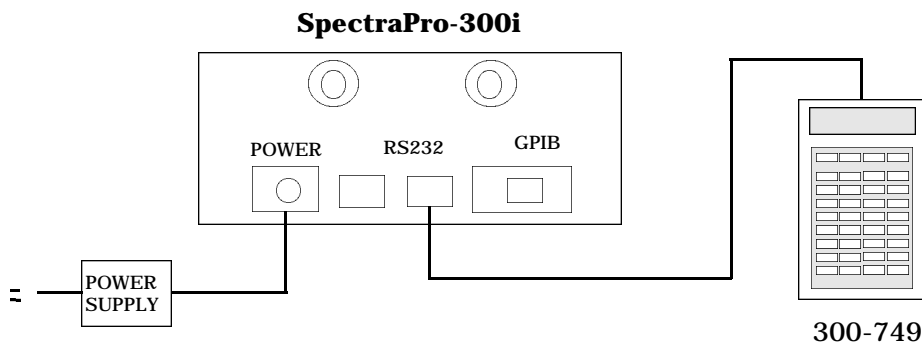 SpectraPro-300i
POWER
RS232
GPIB
POWER
SUPPLY
300-749